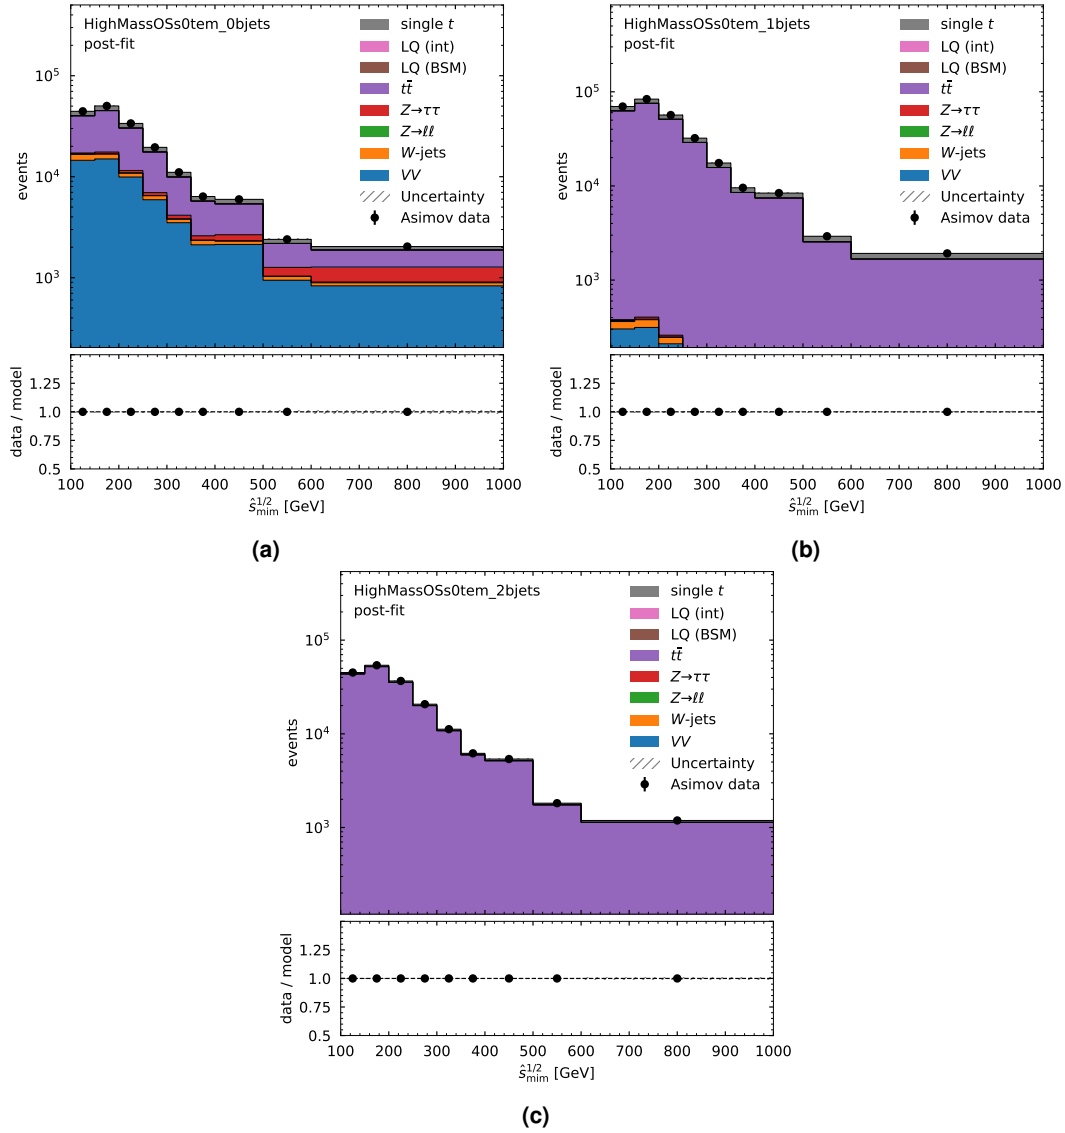 HighMassOSs0tem_0bjets
post-fit
single t
LQ (int)
LQ (BSM)
tt̄
Z→ττ
Z→ℓℓ
W-jets
VV
Uncertainty
Asimov data
events
10⁵
10⁴
10³
data / model
1.25
1.0
0.75
0.5
100 200 300 400 500 600 700 800 900 1000
ŝ_mim^1/2 [GeV]
(a)
HighMassOSs0tem_1bjets
post-fit
single t
LQ (int)
LQ (BSM)
tt̄
Z→ττ
Z→ℓℓ
W-jets
VV
Uncertainty
Asimov data
events
10⁵
10⁴
10³
data / model
1.25
1.0
0.75
0.5
100 200 300 400 500 600 700 800 900 1000
ŝ_mim^1/2 [GeV]
(b)
HighMassOSs0tem_2bjets
post-fit
single t
LQ (int)
LQ (BSM)
tt̄
Z→ττ
Z→ℓℓ
W-jets
VV
Uncertainty
Asimov data
events
10⁵
10⁴
10³
data / model
1.25
1.0
0.75
0.5
100 200 300 400 500 600 700 800 900 1000
ŝ_mim^1/2 [GeV]
(c)